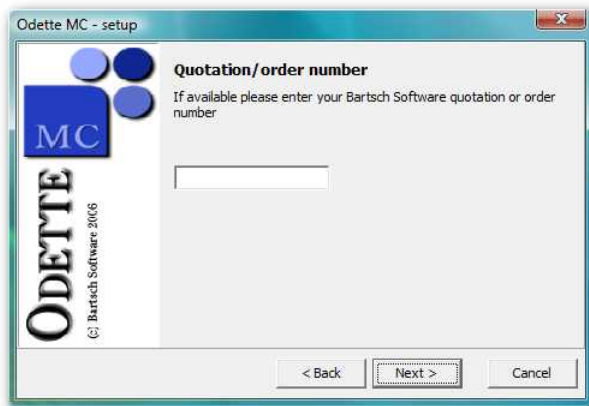 Odette MC - setup
Quotation/order number
If available please enter your Bartsch Software quotation or order
number
MC
ODETTE
(c) Bartsch Software 2006
< Back
Next >
Cancel